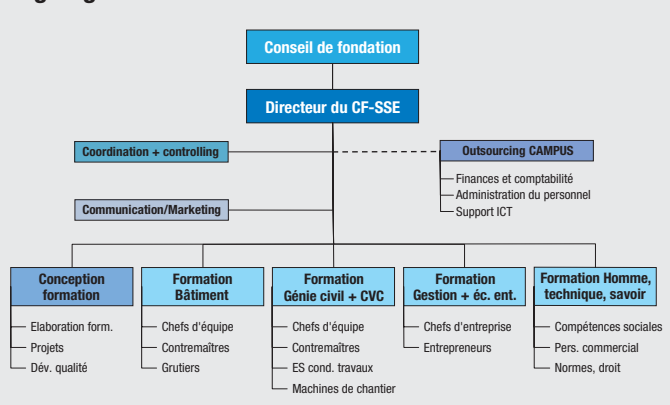 Conseil de fondation
Directeur du CF-SSE
Coordination + controlling
Outsourcing CAMPUS
Finances et comptabilité
Administration du personnel
Support ICT
Communication/Marketing
Conception
formation
Elaboration form.
Projets
Dév. qualité
Formation
Bâtiment
Chefs d'équipe
Contremaîtres
Grutiers
Formation
Génie civil + CVC
Chefs d'équipe
Contremaîtres
ES cond. travaux
Machines de chantier
Formation
Gestion + éc. ent.
Chefs d'entreprise
Entrepreneurs
Formation Homme,
technique, savoir
Compétences sociales
Pers. commercial
Normes, droit